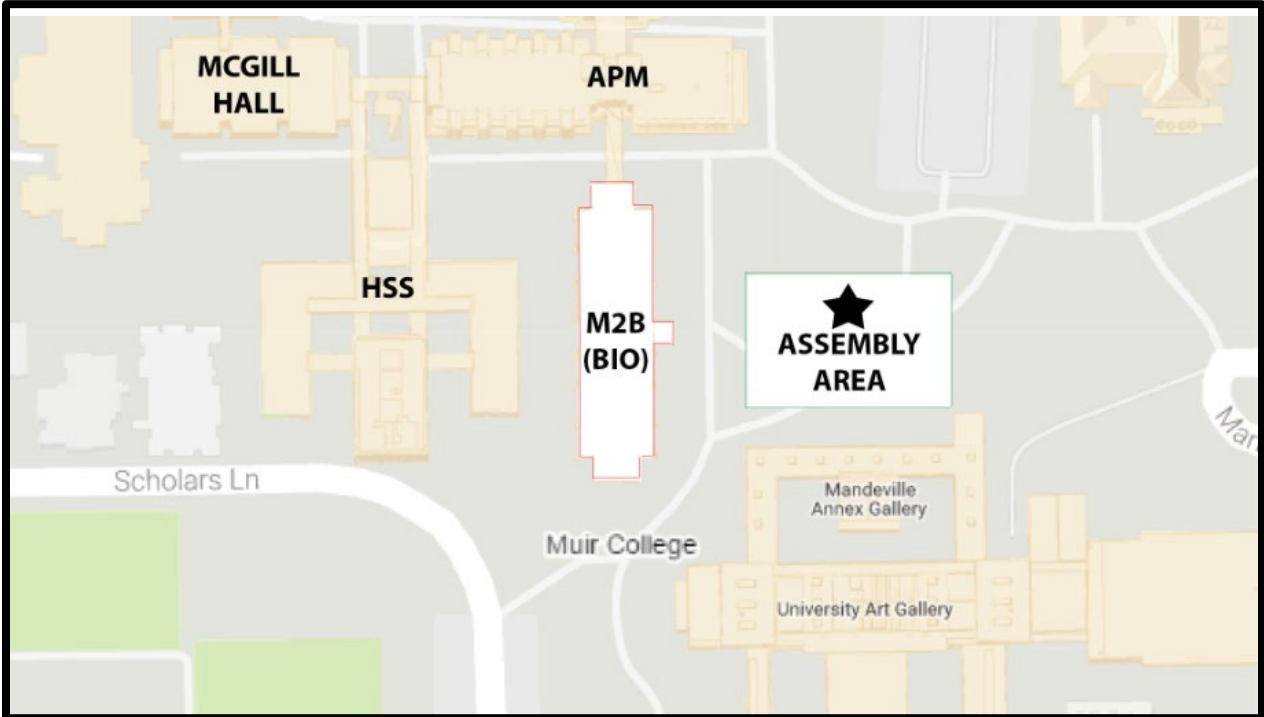 MCGILL
HALL
APM
HSS
M2B
(BIO)
ASSEMBLY
AREA
Scholars Ln
Mandeville
Annex Gallery
Muir College
University Art Gallery